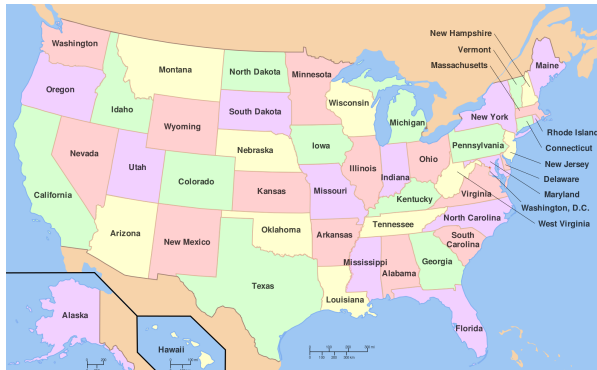 New Hampshire
Vermont
Massachusetts
Washington
Montana
North Dakota
Minnesota
Maine
Oregon
Idaho
South Dakota
Wisconsin
Michigan
New York
Rhode Island
Wyoming
Nebraska
Iowa
Pennsylvania
Connecticut
New Jersey
Nevada
Utah
Colorado
Kansas
Missouri
Illinois
Indiana
Ohio
Delaware
Maryland
California
Kentucky
Virginia
Washington, D.C.
West Virginia
Arizona
New Mexico
Oklahoma
Arkansas
Tennessee
North Carolina
South
Carolina
Texas
Louisiana
Mississippi
Alabama
Georgia
Florida
Alaska
Hawaii